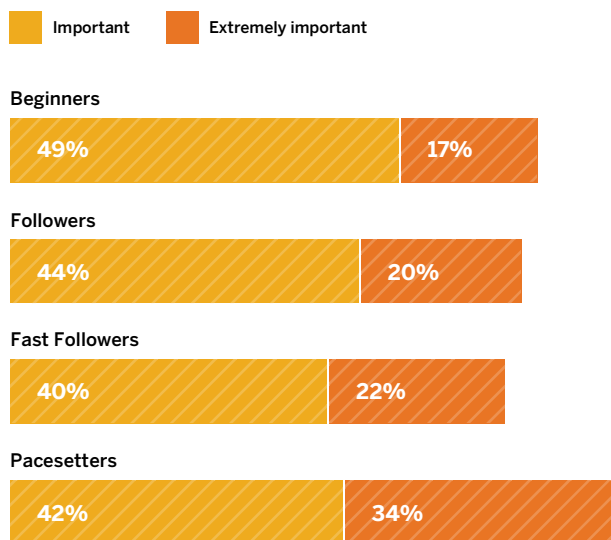 Important Extremely important
Beginners
49% 17%
Followers
44% 20%
Fast Followers
40% 22%
Pacesetters
42% 34%